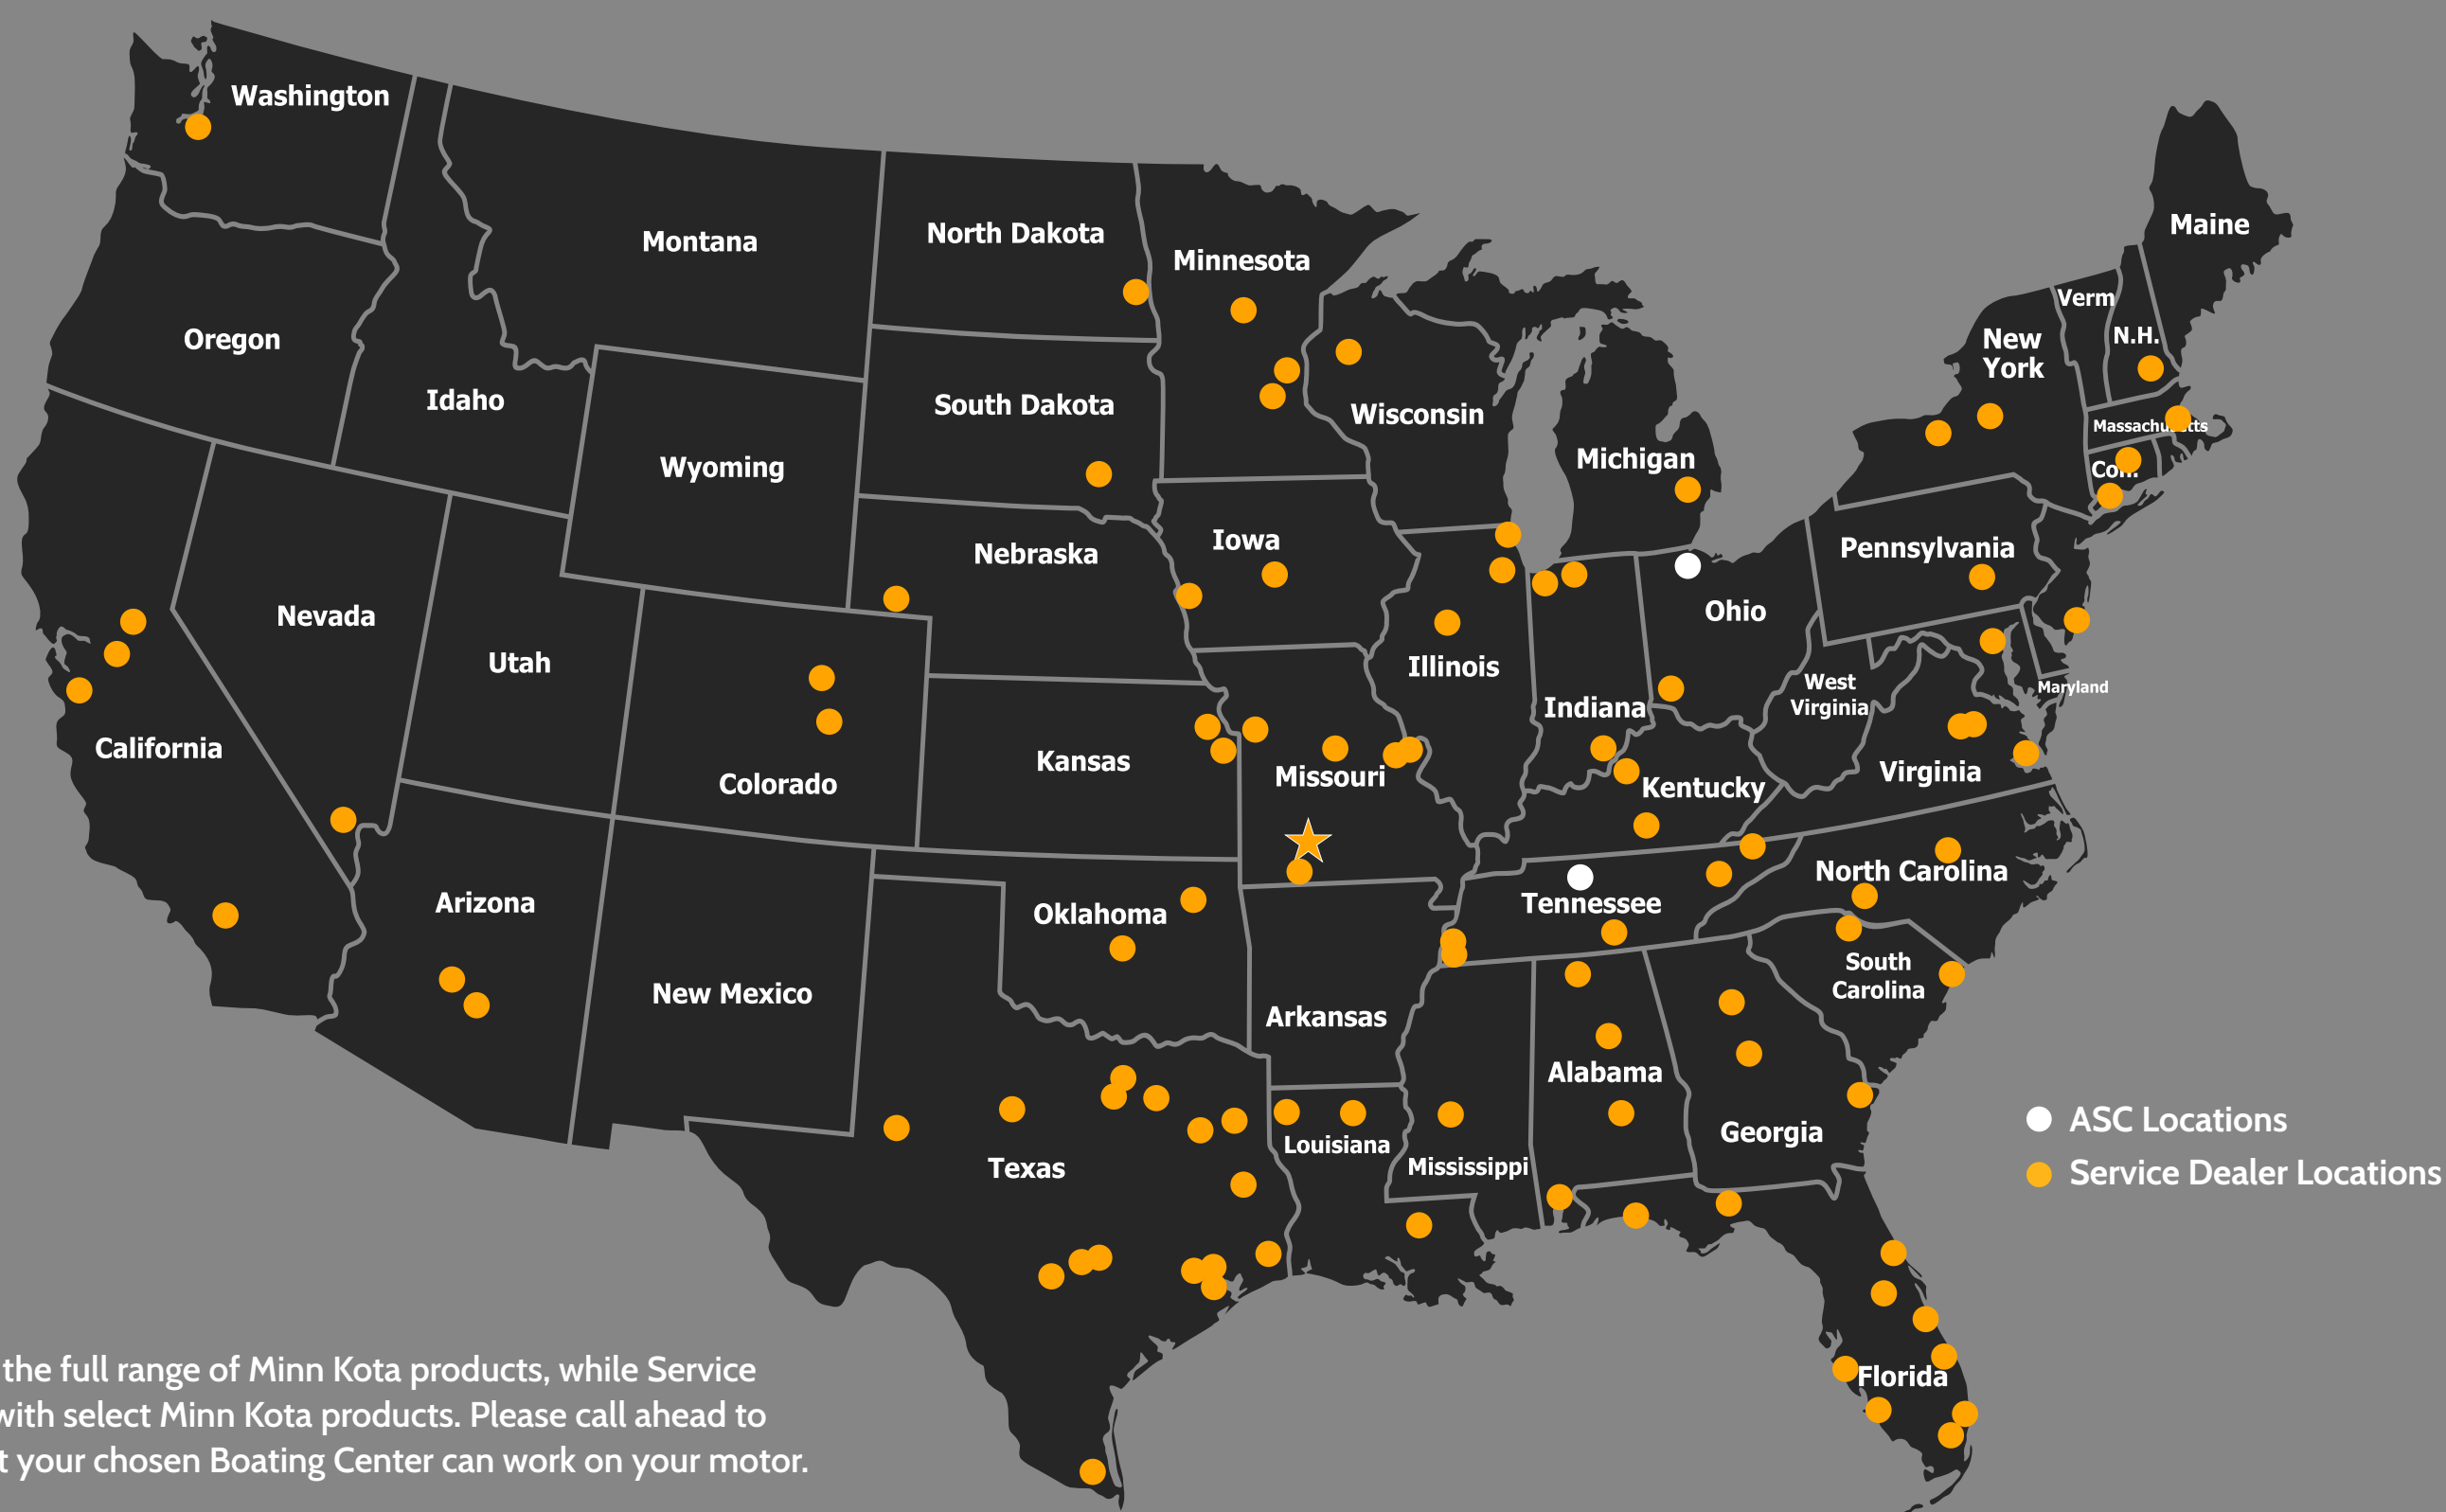 Washington
Montana
North Dakota
Minnesota
Maine
Verm
N.H.
New
York
Oregon
Idaho
South Dakota
Wisconsin
Massachusetts
Michigan
Wyoming
Con.
Iowa
Nebraska
Pennsylvania
Ohio
Nevada
Utah
Illinois
Indiana
West
Virginia
Maryland
California
Colorado
Kansas
Missouri
Kentucky
Virginia
North Carolina
Arizona
Oklahoma
Tennessee
New Mexico
South
Carolina
Arkansas
Alabama
Georgia
ASC Locations
Louisiana
Mississippi
Texas
Service Dealer Locations
Florida
the full range of Minn Kota products, while Service
with select Minn Kota products. Please call ahead to
your chosen Boating Center can work on your motor.